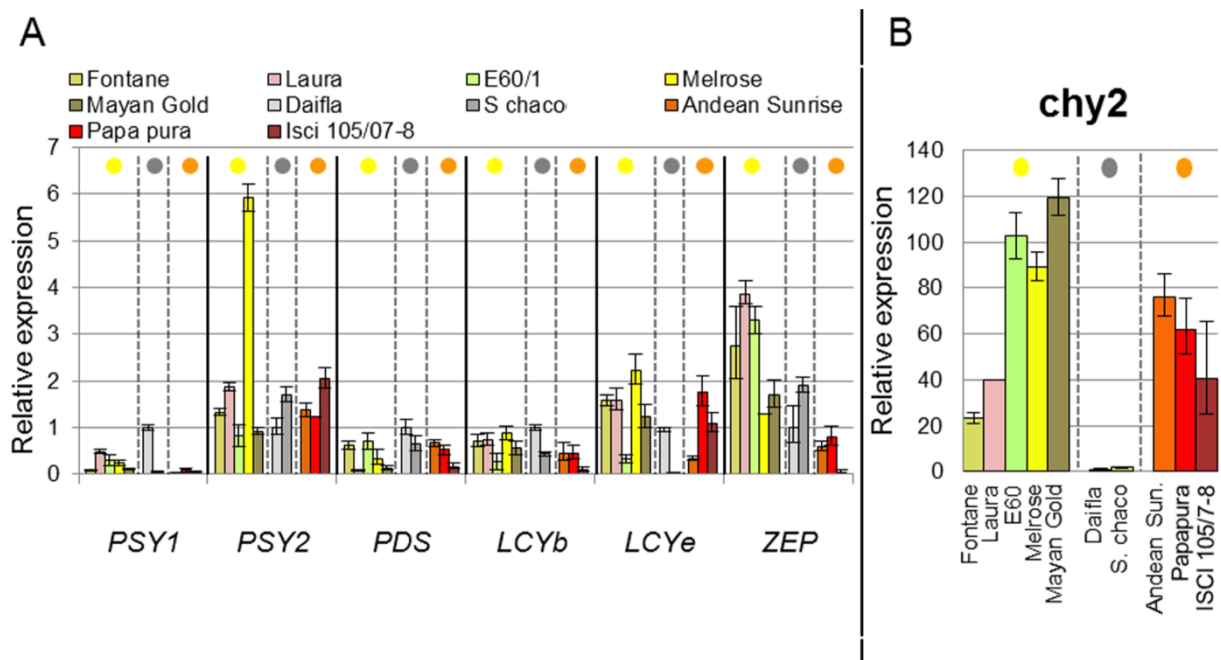 A
Fontane Laura E60/1 Melrose
Mayan Gold Daifla S chaco Andean Sunrise
Papa pura Isci 105/07-8
7
6
5
4
3
2
1
0
Relative expression
PSY1 PSY2 PDS LCYb LCYe ZEP
B
chy2
140
120
100
80
60
40
20
0
Relative expression
Fontane
Laura
E60
Melrose
Mayan Gold
Daifla
S. chaco
Andean Sun.
Papapura
ISCI 105/7-8